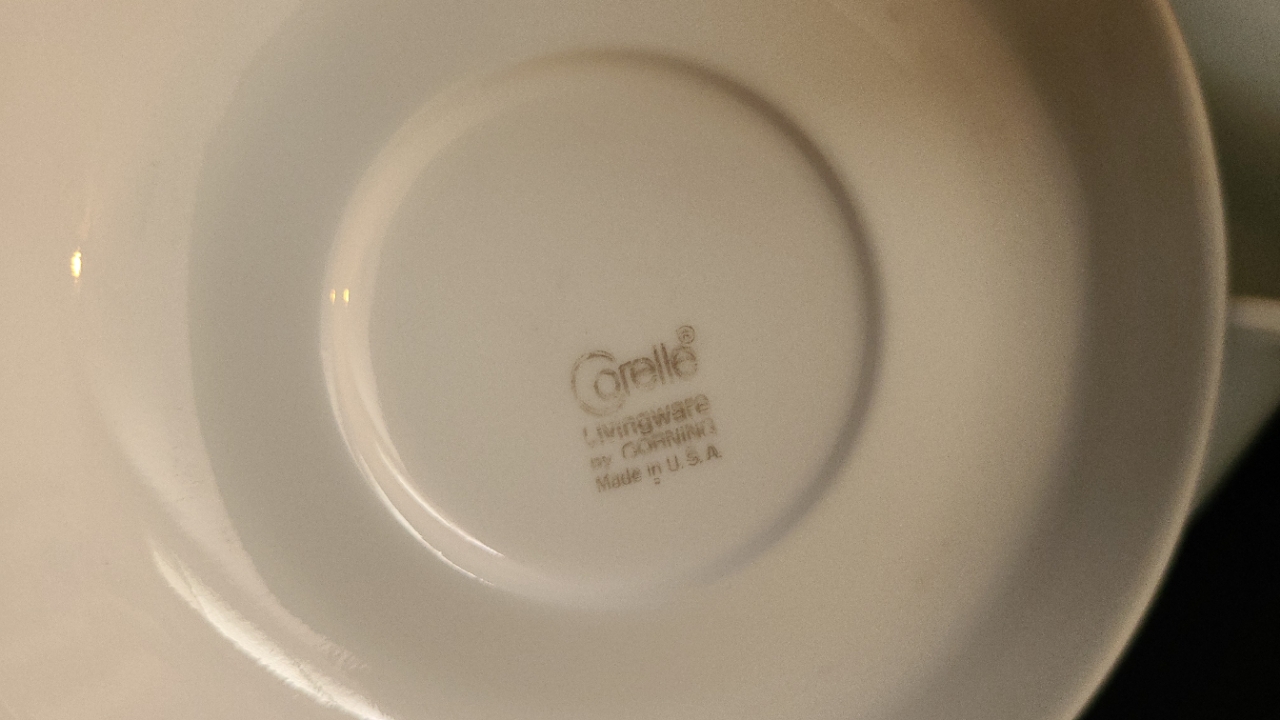 Corelle®
Livingware
by CORNING
Made in U.S.A.